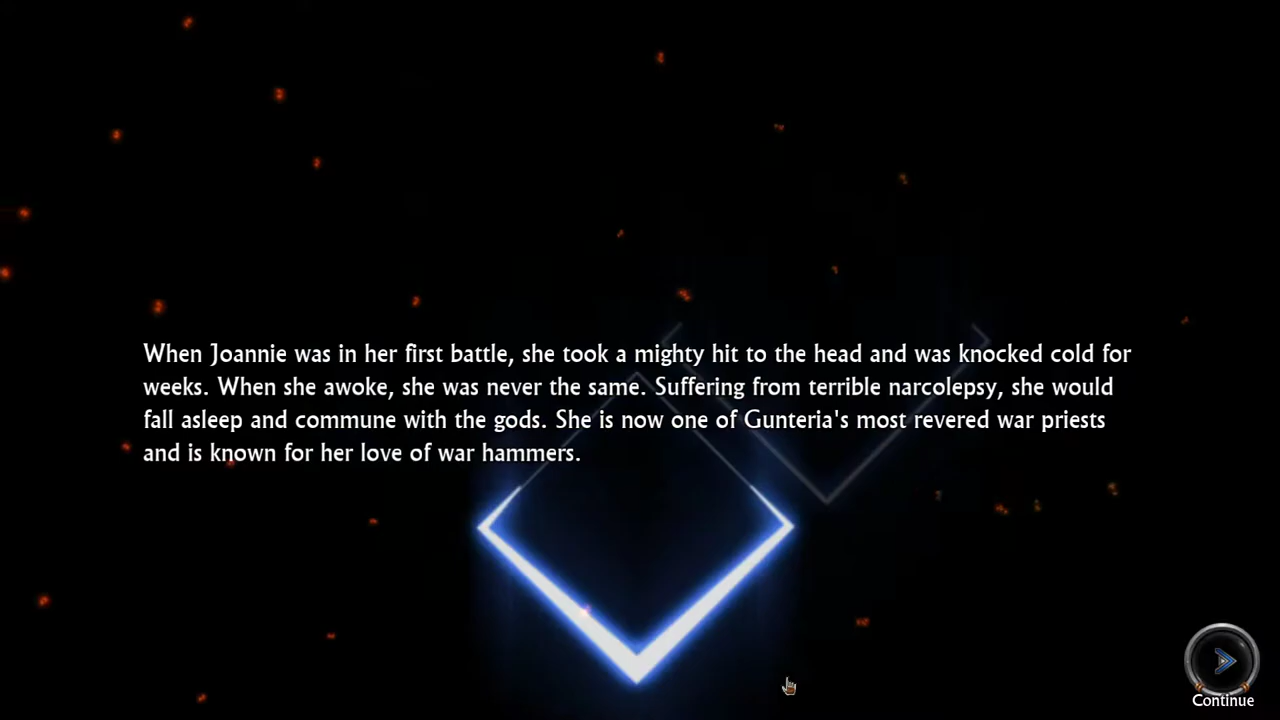 When Joannie was in her first battle, she took a mighty hit to the head and was knocked cold for
weeks. When she awoke, she was never the same. Suffering from terrible narcolepsy, she would
fall asleep and commune with the gods. She is now one of Gunteria's most revered war priests
and is known for her love of war hammers.
Continue